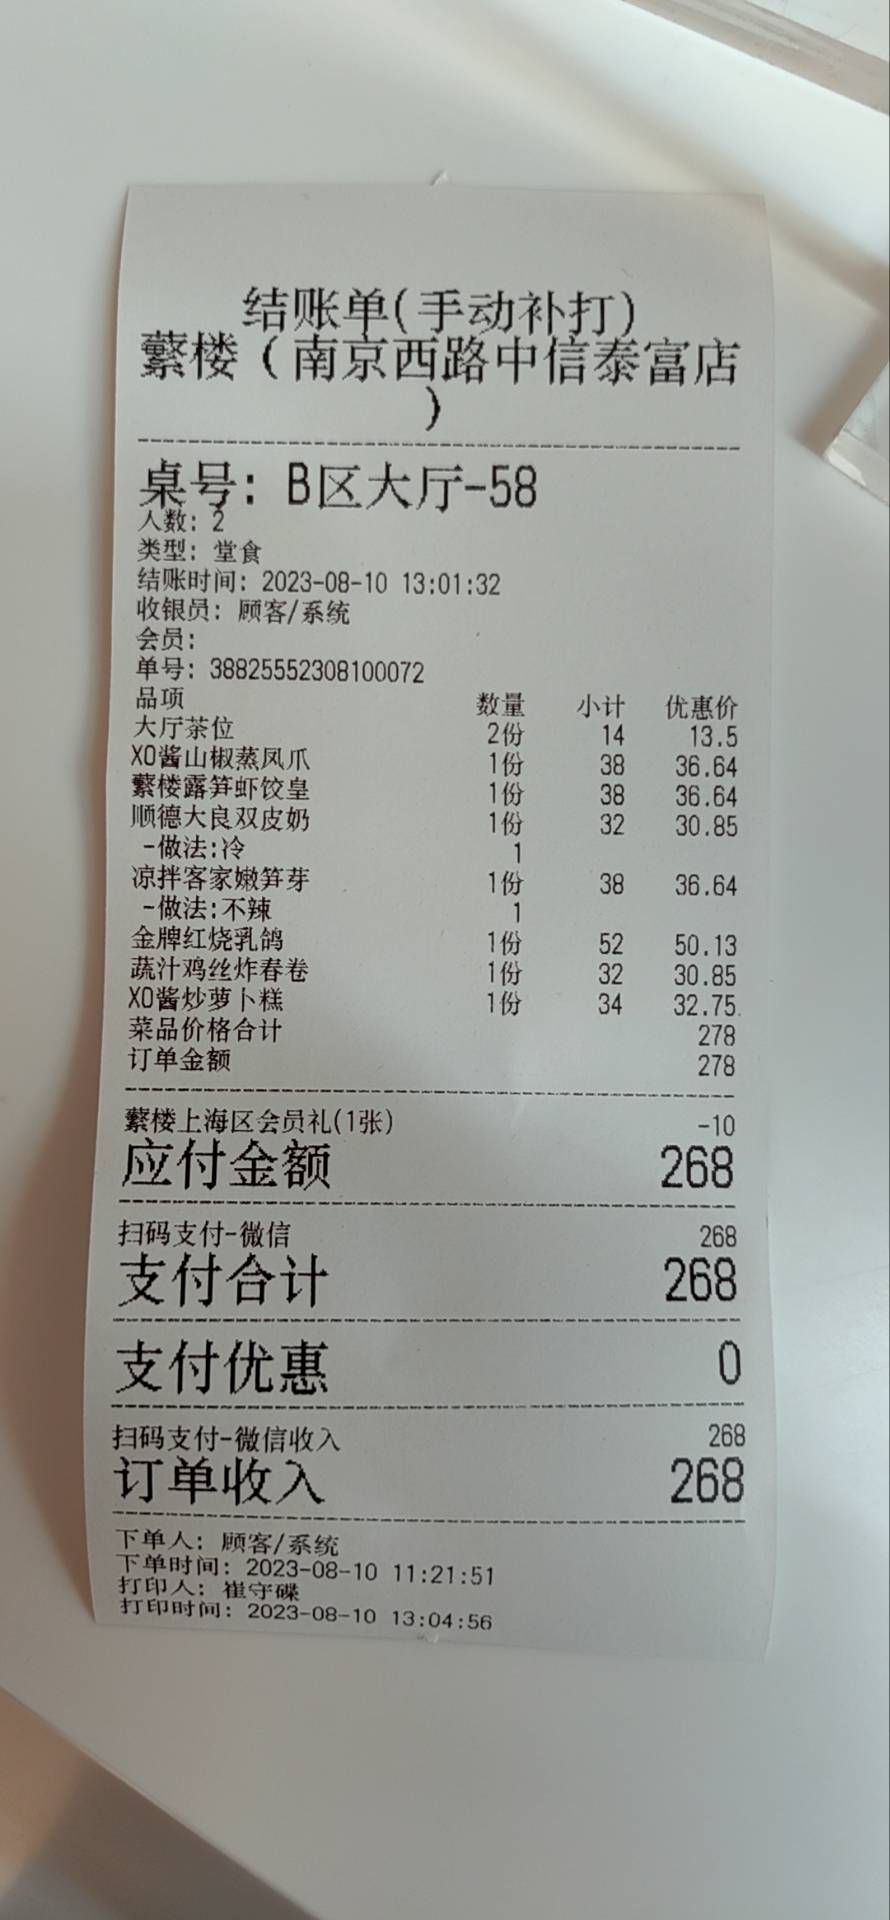 结账单(手动补打)
蘩楼（南京西路中信泰富店
）
桌号: B区大厅-58
人数: 2
类型: 堂食
结账时间: 2023-08-10 13:01:32
收银员: 顾客/系统
会员:
单号: 38825552308100072
品项 数量 小计 优惠价
大厅茶位 2份 14 13.5
XO酱山椒蒸凤爪 1份 38 36.64
蘩楼露笋虾饺皇 1份 38 36.64
顺德大良双皮奶 1份 32 30.85
-做法:冷 1
凉拌客家嫩笋芽 1份 38 36.64
-做法:不辣 1
金牌红烧乳鸽 1份 52 50.13
蔬汁鸡丝炸春卷 1份 32 30.85
XO酱炒萝卜糕 1份 34 32.75
菜品价格合计 278
订单金额 278
蘩楼上海区会员礼(1张) -10
应付金额 268
扫码支付-微信 268
支付合计 268
支付优惠 0
扫码支付-微信收入 268
订单收入 268
下单人: 顾客/系统
下单时间: 2023-08-10 11:21:51
打印人: 崔守碟
打印时间: 2023-08-10 13:04:56